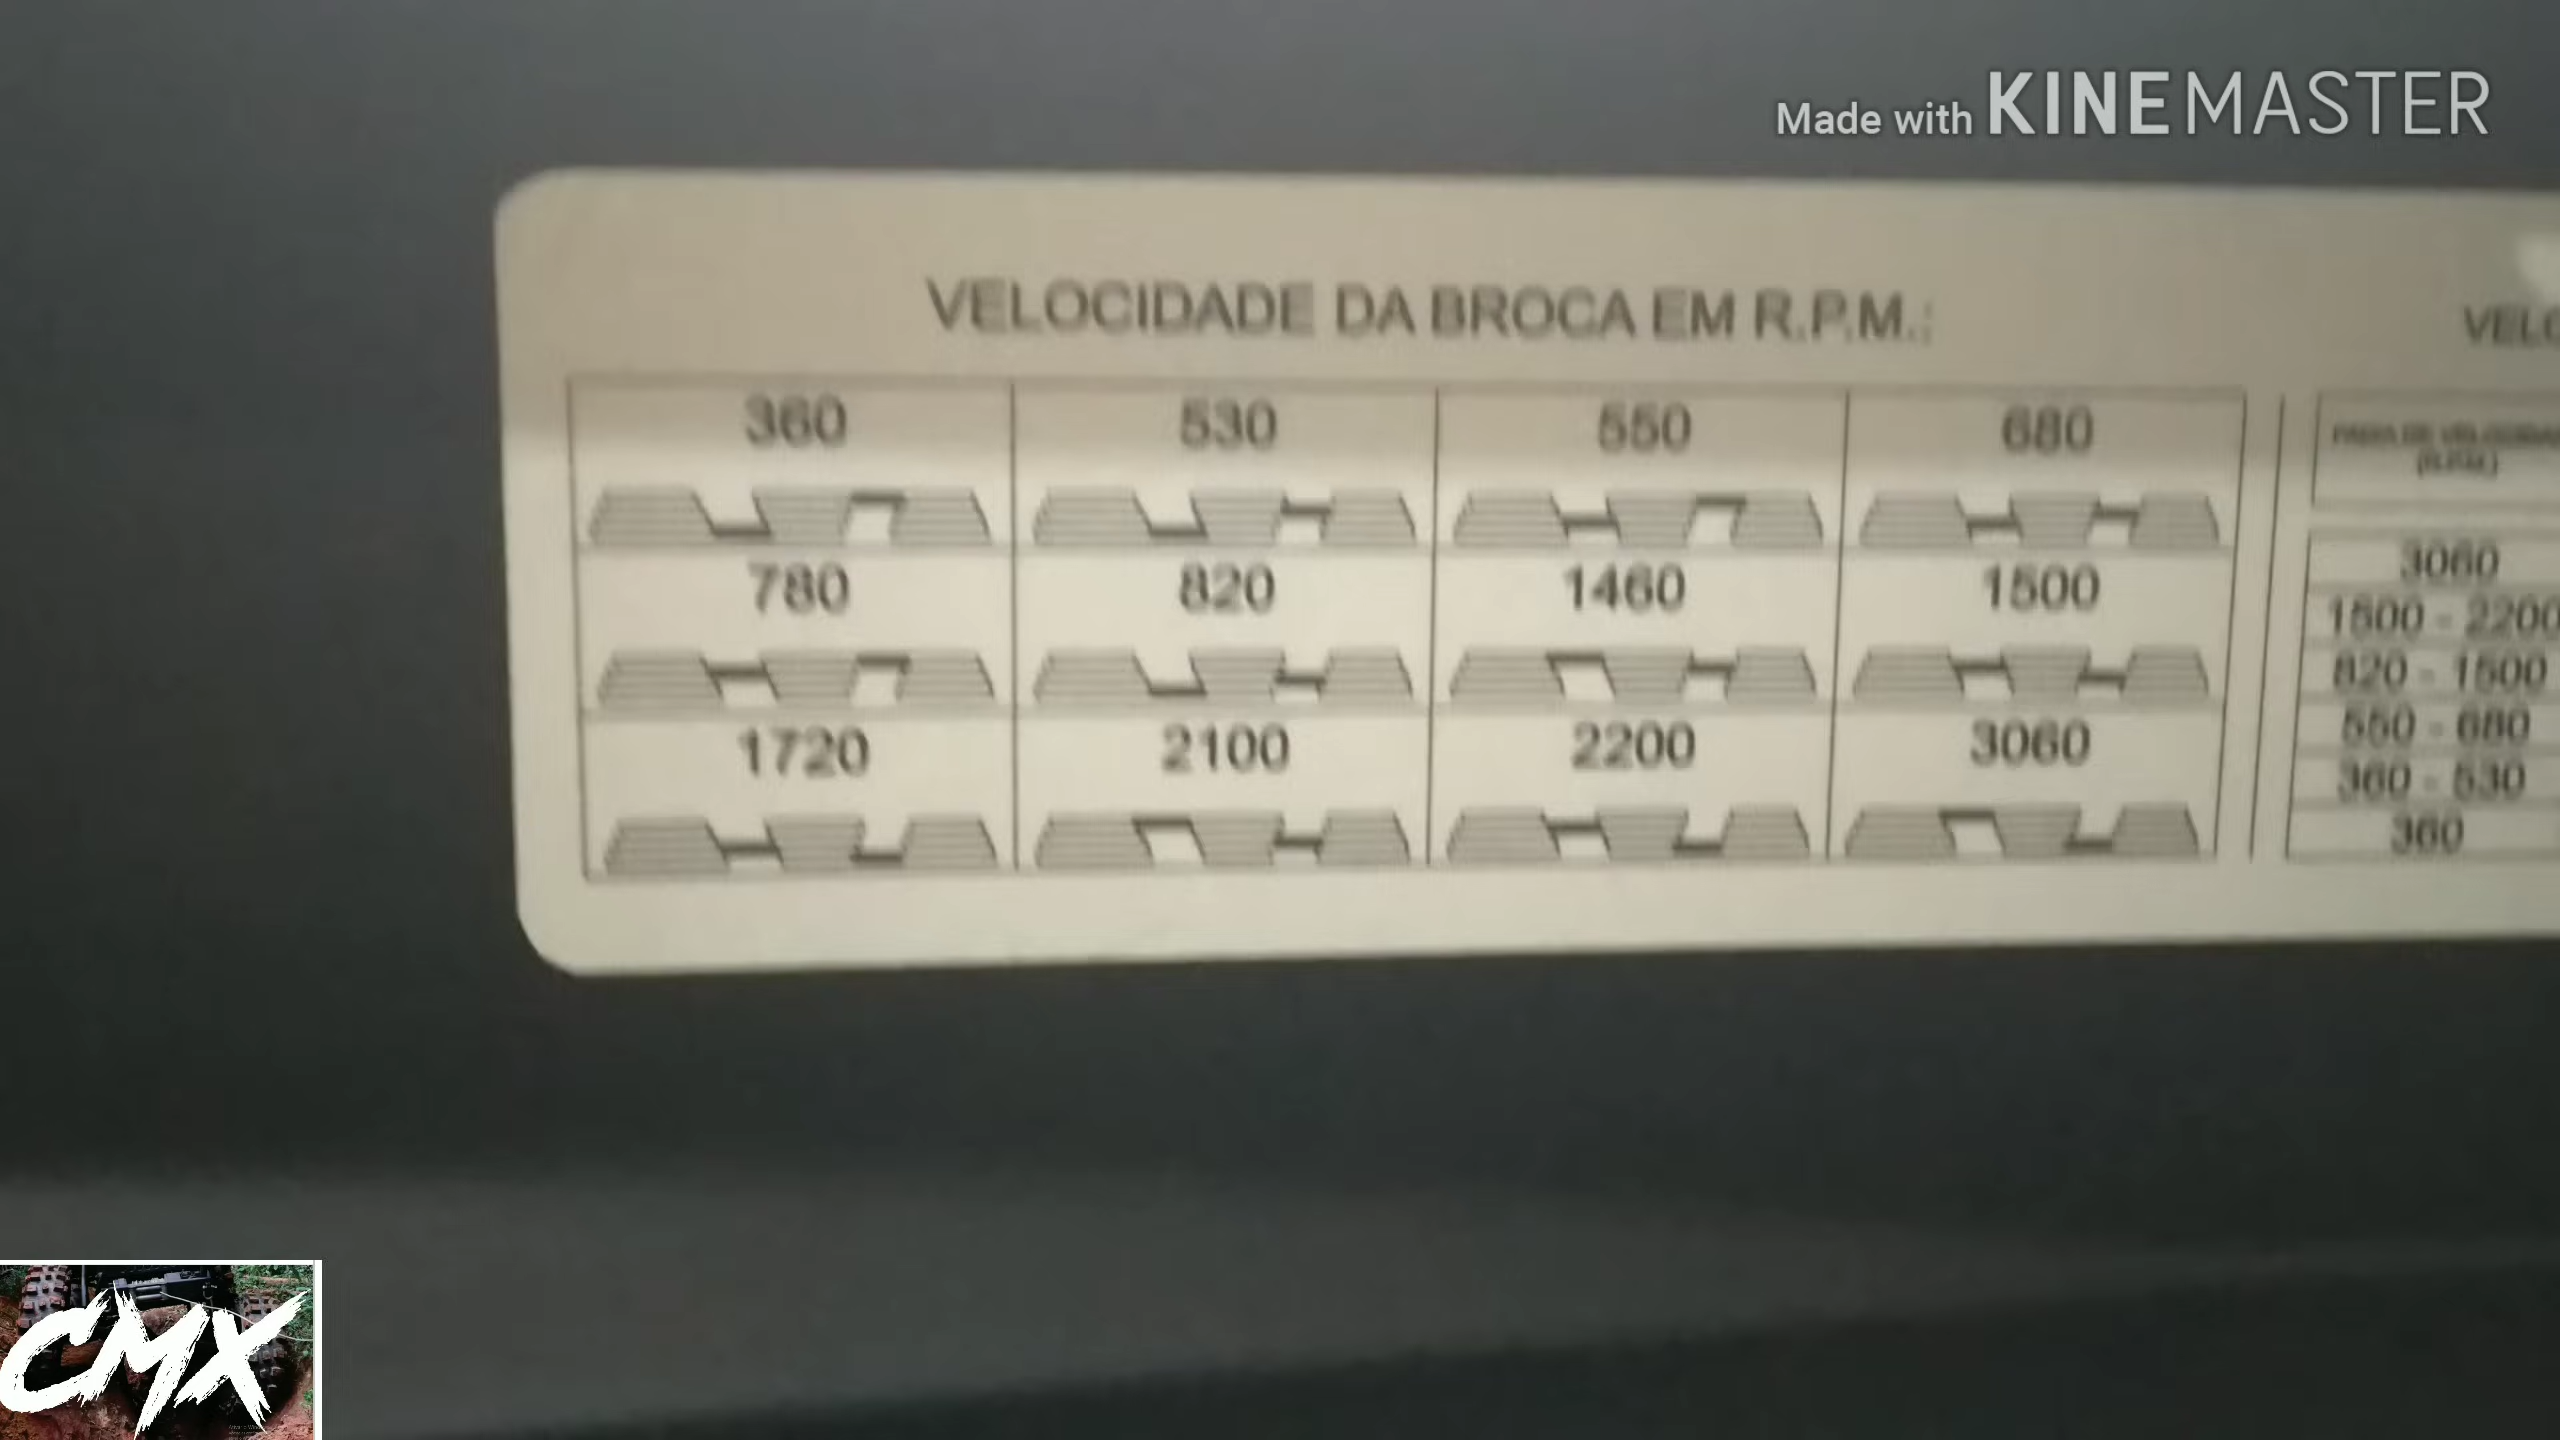 Made with KINEMASTER
VELOCIDADE DA BROCA EM R.P.M.:
VELO
360 530 550 680
780 820 1460 1500
1720 2100 2200 3060
(R.P.M.)
3060
1500 - 2200
820 - 1500
550 - 680
360 - 530
360
CMX